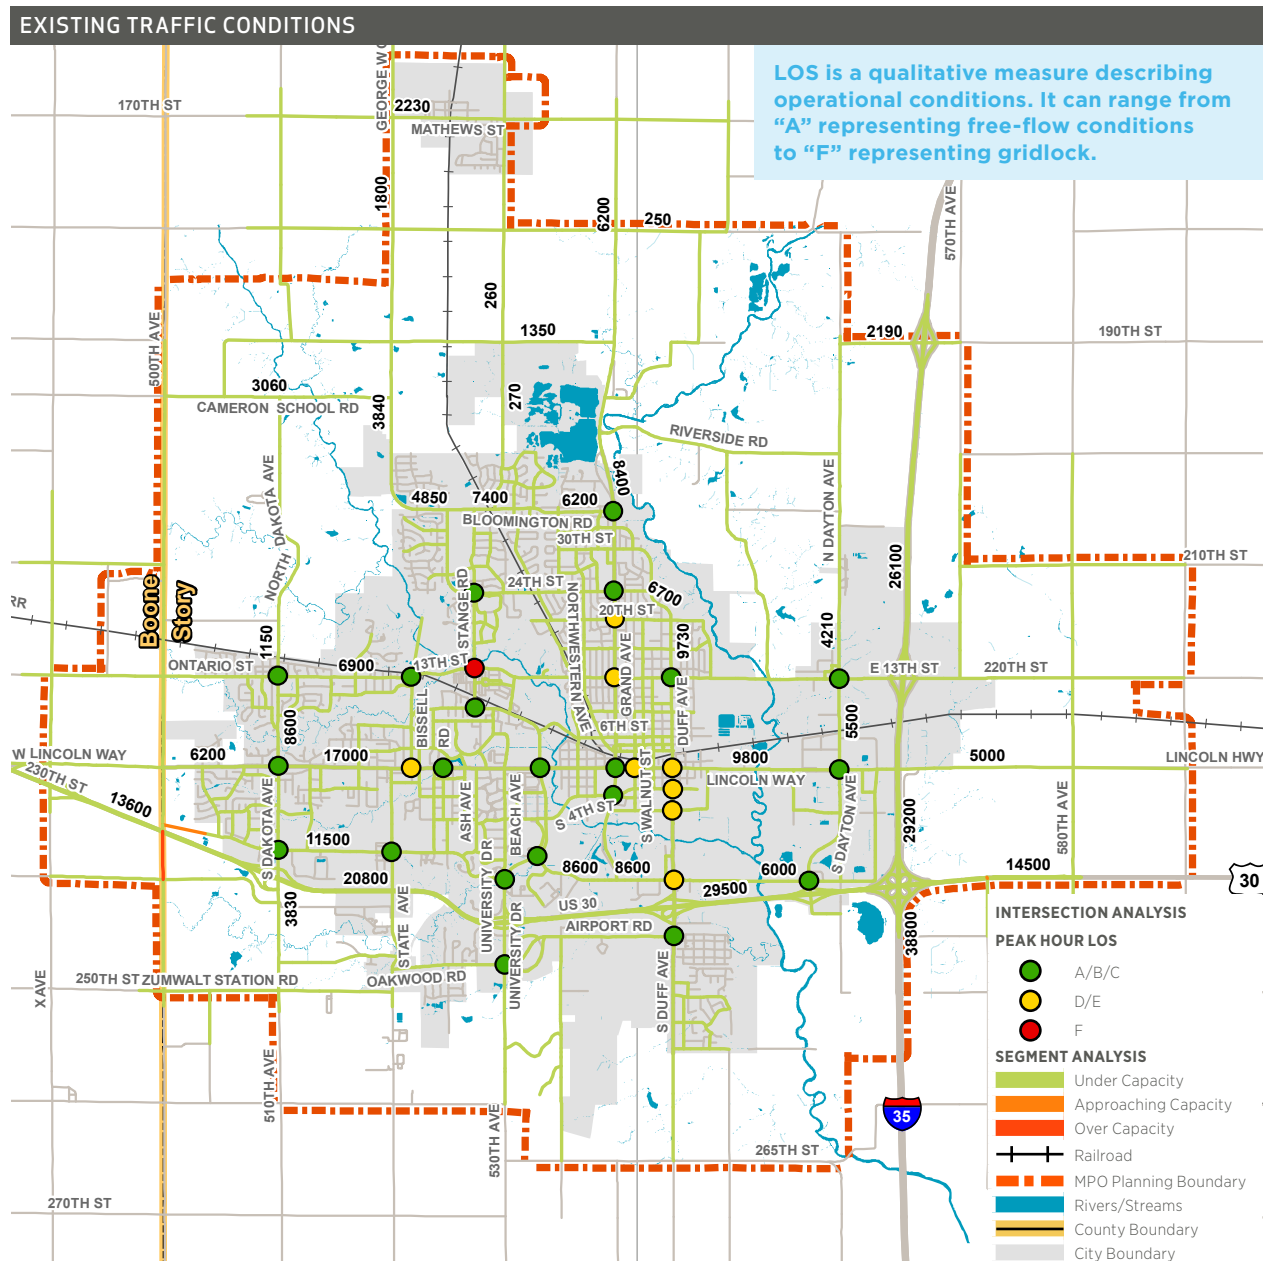 EXISTING TRAFFIC CONDITIONS
LOS is a qualitative measure describing
operational conditions. It can range from
“A” representing free-flow conditions
to “F” representing gridlock.
GEORGE W
170TH ST
2230
MATHEWS ST
1800
6200
250
570TH AVE
260
500TH AVE
1350
2190
190TH ST
3060
CAMERON SCHOOL RD
3840
270
RIVERSIDE RD
NORTH DAKOTA AVE
8400
N DAYTON AVE
4850
7400
6200
BLOOMINGTON RD
30TH ST
26100
210TH ST
24TH ST
6700
20TH ST
Boone
Story
RR
STANGE RD
NORTHWESTERN AVE
1150
9730
4210
ONTARIO ST
6900
13TH ST
GRAND AVE
E 13TH ST
220TH ST
8600
BISSELL
RD
6TH ST
DUFF AVE
5500
W LINCOLN WAY
6200
17000
9800
5000
LINCOLN HWY
230TH ST
LINCOLN WAY
13600
S DAKOTA AVE
ASH AVE
BEACH AVE
S 4TH ST
S WALNUT ST
S DAYTON AVE
29200
580TH AVE
11500
20800
UNIVERSITY DR
8600
8600
6000
14500
30
29500
3830
STATE AVE
US 30
AIRPORT RD
UNIVERSITY DR
38800
X AVE
250TH ST
ZUMWALT STATION RD
OAKWOOD RD
S DUFF AVE
510TH AVE
530TH AVE
265TH ST
270TH ST
35
INTERSECTION ANALYSIS
PEAK HOUR LOS
A/B/C
D/E
F
SEGMENT ANALYSIS
Under Capacity
Approaching Capacity
Over Capacity
Railroad
MPO Planning Boundary
Rivers/Streams
County Boundary
City Boundary